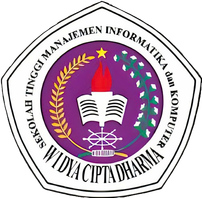 SEKOLAH TINGGI MANAJEMEN INFORMATIKA dan KOMPUTER
WIDYA CIPTA DHARMA